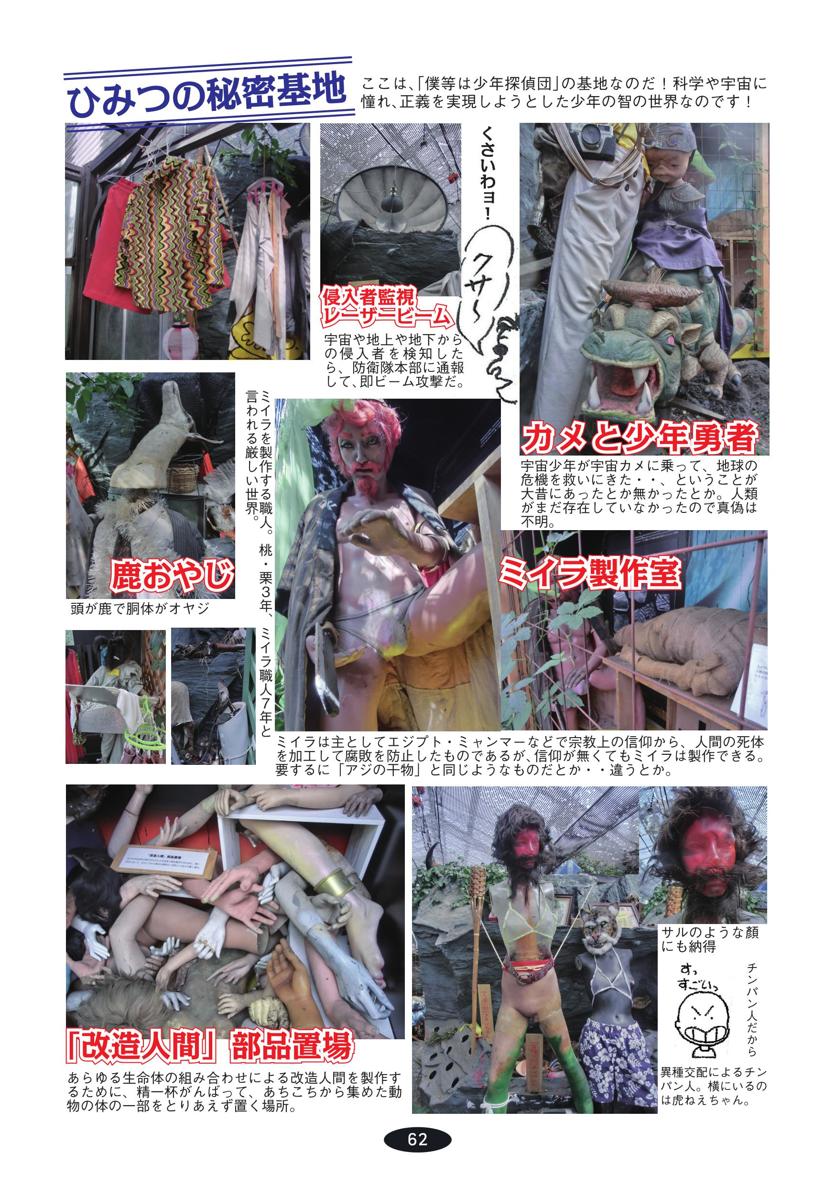 ひみつの秘密基地
ここは、「僕等は少年探偵団」の基地なのだ！科学や宇宙に
憧れ、正義を実現しようとした少年の智の世界なのです！
くさいわヨ！
クサ〜
侵入者監視
レーザービーム
宇宙や地上や地下から
の侵入者を検知した
ら、防衛隊本部に通報
して、即ビーム攻撃だ。
カメと少年勇者
宇宙少年が宇宙カメに乗って、地球の
危機を救いにきた・・、ということが
大昔にあったとか無かったとか。人類
がまだ存在していなかったので真偽は
不明。
鹿おやじ
頭が鹿で胴体がオヤジ
ミイラを製作する職人。桃・栗３年、ミイラ職人７年と
言われる厳しい世界。
ミイラ製作室
ミイラは主としてエジプト・ミャンマーなどで宗教上の信仰から、人間の死体
を加工して腐敗を防止したものであるが、信仰が無くてもミイラは製作できる。
要するに「アジの干物」と同じようなものだとか・・違うとか。
「改造人間」部品置場
あらゆる生命体の組み合わせによる改造人間を製作す
るために、精一杯がんばって、あちこちから集めた動
物の体の一部をとりあえず置く場所。
サルのような顔
にも納得
チンパン人だから
すっ
すごいっ
異種交配によるチン
パン人。横にいるの
は虎ねえちゃん。
62